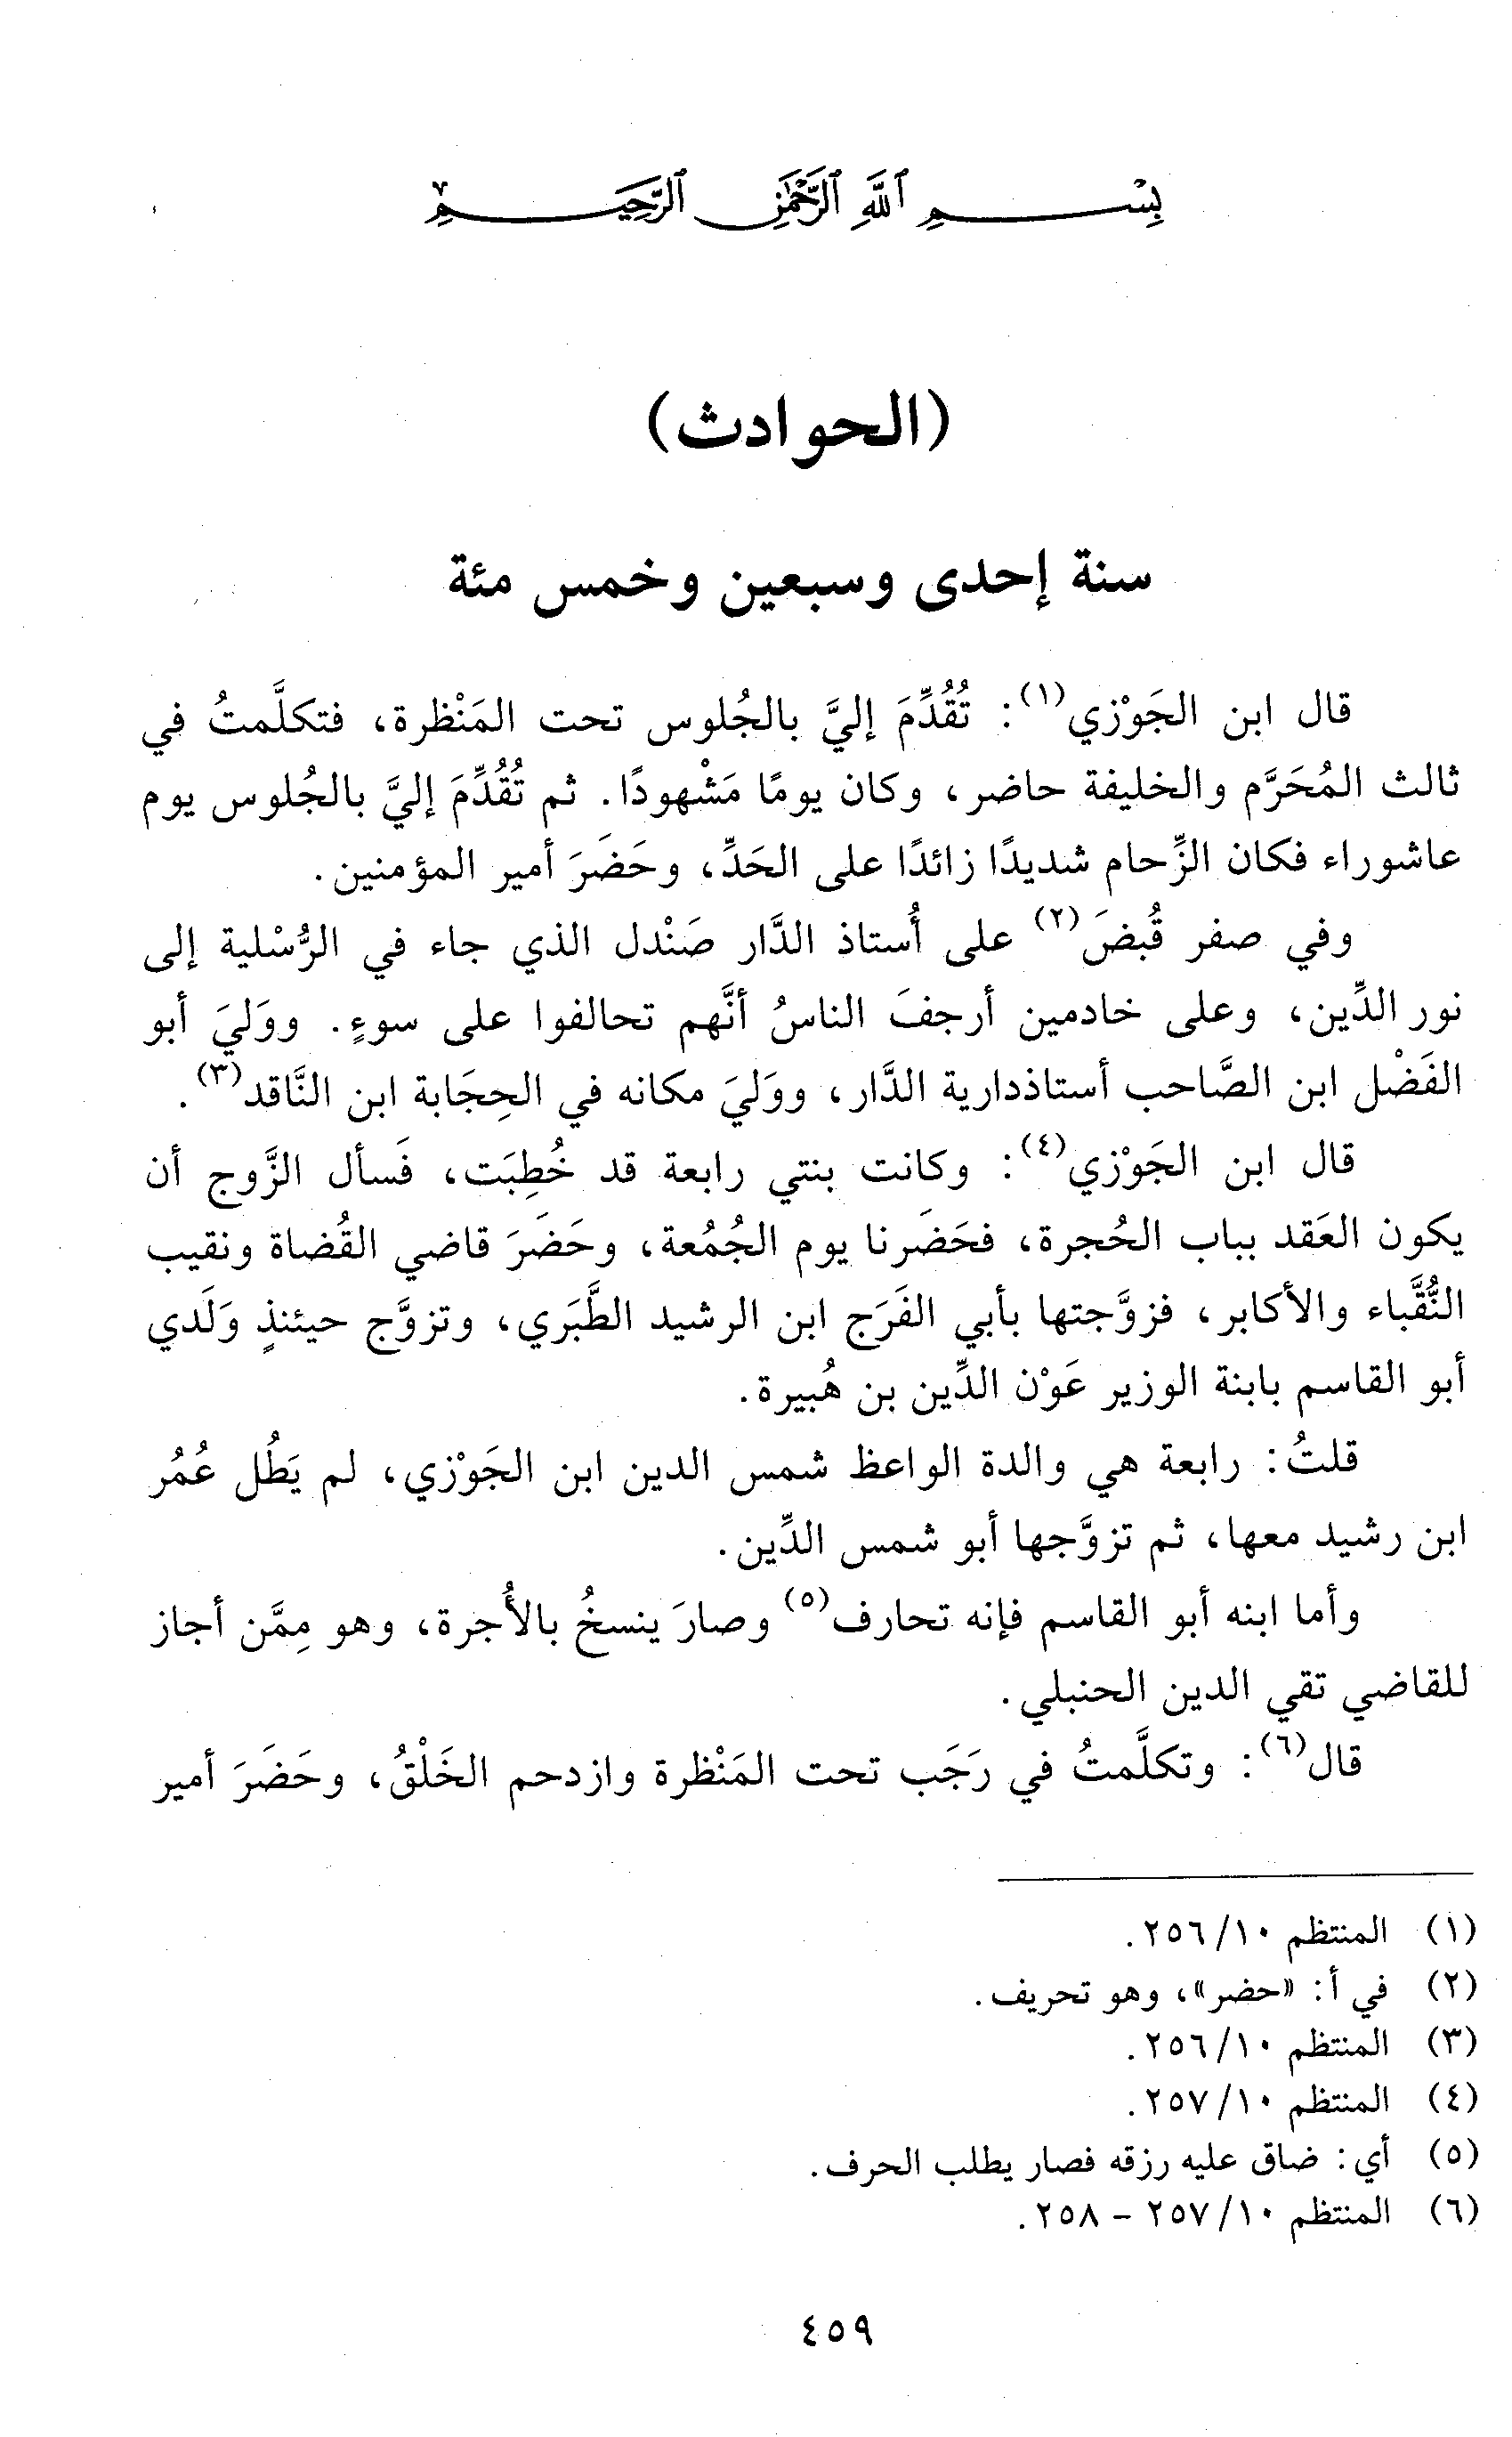 بِسْمِ ٱللَّهِ ٱلرَّحْمَٰنِ ٱلرَّحِيمِ
(الحوادث)
سنة إحدى وسبعين وخمس مئة
قال ابن الجَوْزي(١): تُقُدِّمَ إليَّ بالجُلوس تحت المَنْظرة، فتكلَّمتُ في
ثالث المُحَرَّم والخليفة حاضر، وكان يومًا مَشْهودًا. ثم تُقُدِّمَ إليَّ بالجُلوس يوم
عاشوراء فكان الزِّحام شديدًا زائدًا على الحَدِّ، وحَضَرَ أمير المؤمنين.
وفي صفر قُبضَ(٢) على أُستاذ الدَّار صَنْدل الذي جاء في الرُّسْلية إلى
نور الدِّين، وعلى خادمين أرجفَ الناسُ أنَّهم تحالفوا على سوءٍ. ووَليَ أبو
الفَضْل ابن الصَّاحب أستاذدارية الدَّار، ووَليَ مكانه في الحِجَابة ابن النَّاقد(٣).
قال ابن الجَوْزي(٤): وكانت بنتي رابعة قد خُطِبَت، فَسأل الزَّوج أن
يكون العَقد بباب الحُجرة، فحَضَرنا يوم الجُمُعة، وحَضَرَ قاضي القُضاة ونقيب
النُّقَّباء والأكابر، فزوَّجتها بأبي الفَرَج ابن الرشيد الطَّبَري، وتزوَّج حيئنذٍ وَلَدي
أبو القاسم بابنة الوزير عَوْن الدِّين بن هُبيرة.
قلتُ: رابعة هي والدة الواعظ شمس الدين ابن الجَوْزي، لم يَطُل عُمُر
ابن رشيد معها، ثم تزوَّجها أبو شمس الدِّين.
وأما ابنه أبو القاسم فإنه تحارف(٥) وصارَ ينسخُ بالأُجرة، وهو مِمَّن أجاز
للقاضي تقي الدين الحنبلي.
قال(٦): وتكلَّمتُ في رَجَب تحت المَنْظرة وازدحم الخَلْقُ، وحَضَرَ أمير
(١) المنتظم ١٠/ ٢٥٦.
(٢) في أ: «حضر»، وهو تحريف.
(٣) المنتظم ١٠/ ٢٥٦.
(٤) المنتظم ١٠/ ٢٥٧.
(٥) أي: ضاق عليه رزقه فصار يطلب الحرف.
(٦) المنتظم ١٠/ ٢٥٧ - ٢٥٨.
٤٥٩